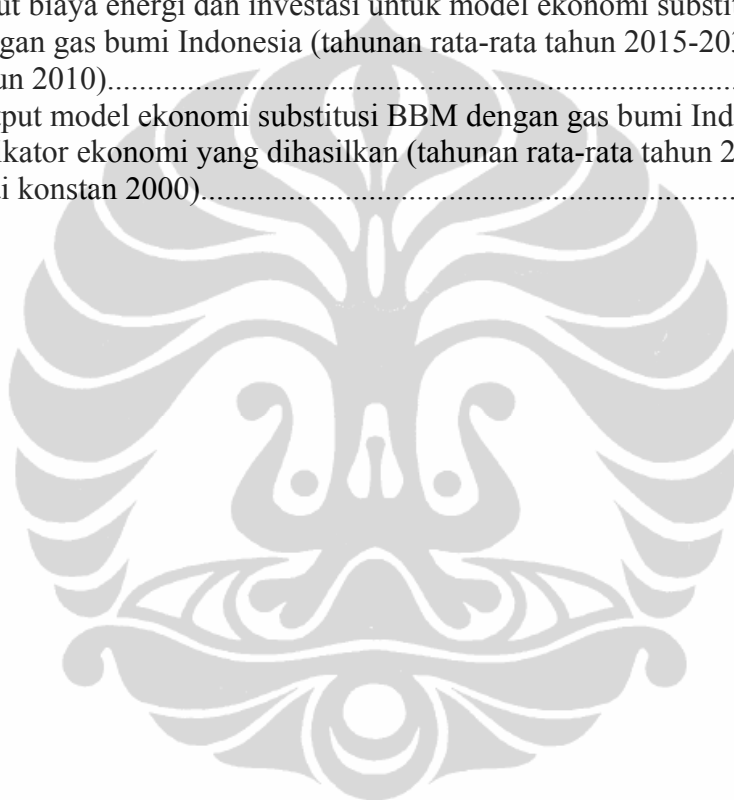 ut biaya energi dan investasi untuk model ekonomi substitu
gan gas bumi Indonesia (tahunan rata-rata tahun 2015-203
un 2010)..............................................................................
put model ekonomi substitusi BBM dengan gas bumi Ind
ikator ekonomi yang dihasilkan (tahunan rata-rata tahun 2
i konstan 2000)...................................................................